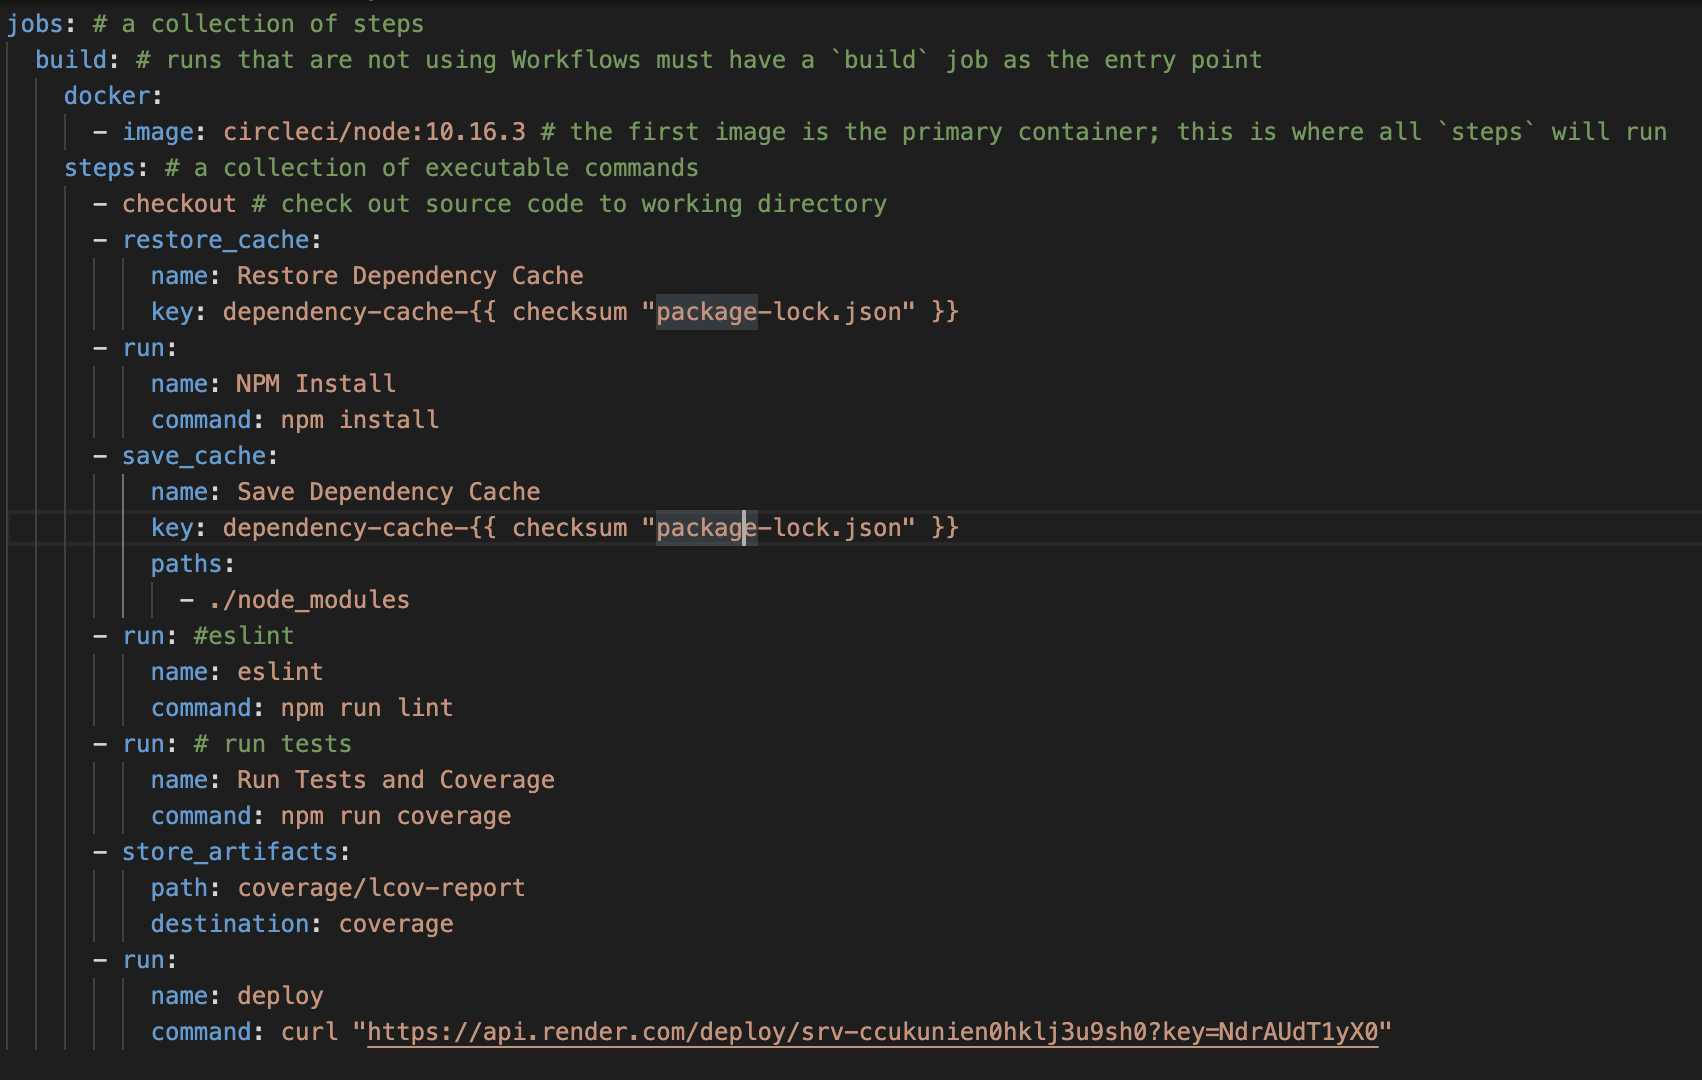 jobs: # a collection of steps
build: # runs that are not using Workflows must have a `build` job as the entry point
docker:
- image: circleci/node:10.16.3 # the first image is the primary container; this is where all `steps` will run
steps: # a collection of executable commands
- checkout # check out source code to working directory
- restore_cache:
name: Restore Dependency Cache
key: dependency-cache-{{ checksum "package-lock.json" }}
- run:
name: NPM Install
command: npm install
- save_cache:
name: Save Dependency Cache
key: dependency-cache-{{ checksum "package-lock.json" }}
paths:
- ./node_modules
- run: #eslint
name: eslint
command: npm run lint
- run: # run tests
name: Run Tests and Coverage
command: npm run coverage
- store_artifacts:
path: coverage/lcov-report
destination: coverage
- run:
name: deploy
command: curl "https://api.render.com/deploy/srv-ccukunien0hklj3u9sh0?key=NdrAUdT1yX0"